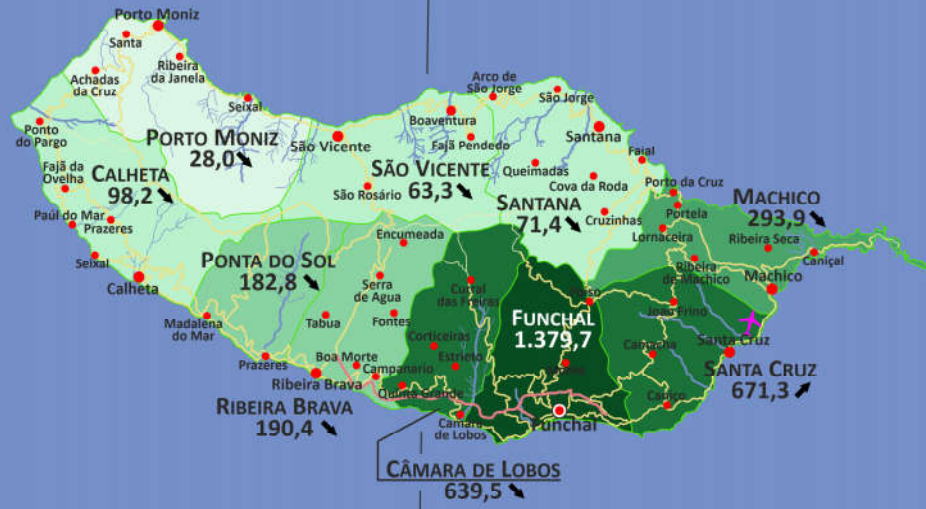 Porto Moniz
Santa
Ribeira
da Janela
Achadas
da Cruz
Seixal
Arco de
São Jorge
São Jorge
Boaventura
Santana
Ponto
do Pargo
PORTO MONIZ
28,0
São Vicente
Fajã Penedo
Faial
Fajã da
Ovelha
CALHETA
98,2
SÃO VICENTE
63,3
Queimadas
Cova da Roda
Porto da Cruz
São Rosário
SANTANA
71,4
Cruzinhas
Portela
MACHICO
293,9
Paúl do Mar
Prazeres
Lornaceira
Ribeira Seca
Encumeada
Caniçal
Seixal
PONTA DO SOL
182,8
Ribeira
de Machico
Calheta
Serra
de Agua
Curral
das Freiras
Machico
Madalena
do Mar
Tabua
Fontes
FUNCHAL
1.379,7
João Frino
Corticeiras
Santa Cruz
Prazeres
Boa Morte
Estrieto
Camacha
Ribeira Brava
Campanario
SANTA CRUZ
671,3
Quinta Grande
Caniço
RIBEIRA BRAVA
190,4
Câmara
de Lobos
Funchal
CÂMARA DE LOBOS
639,5